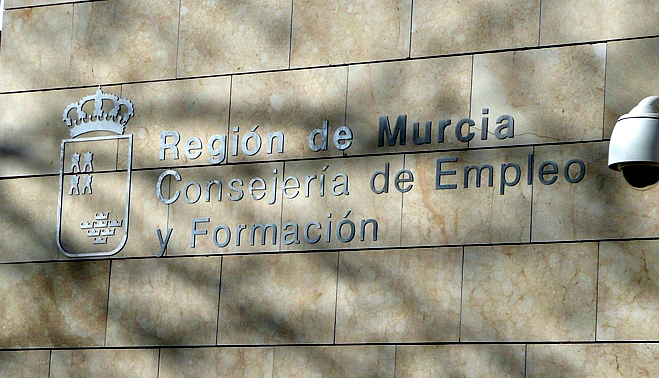 Región de Murcia
Consejería de Empleo
y Formación